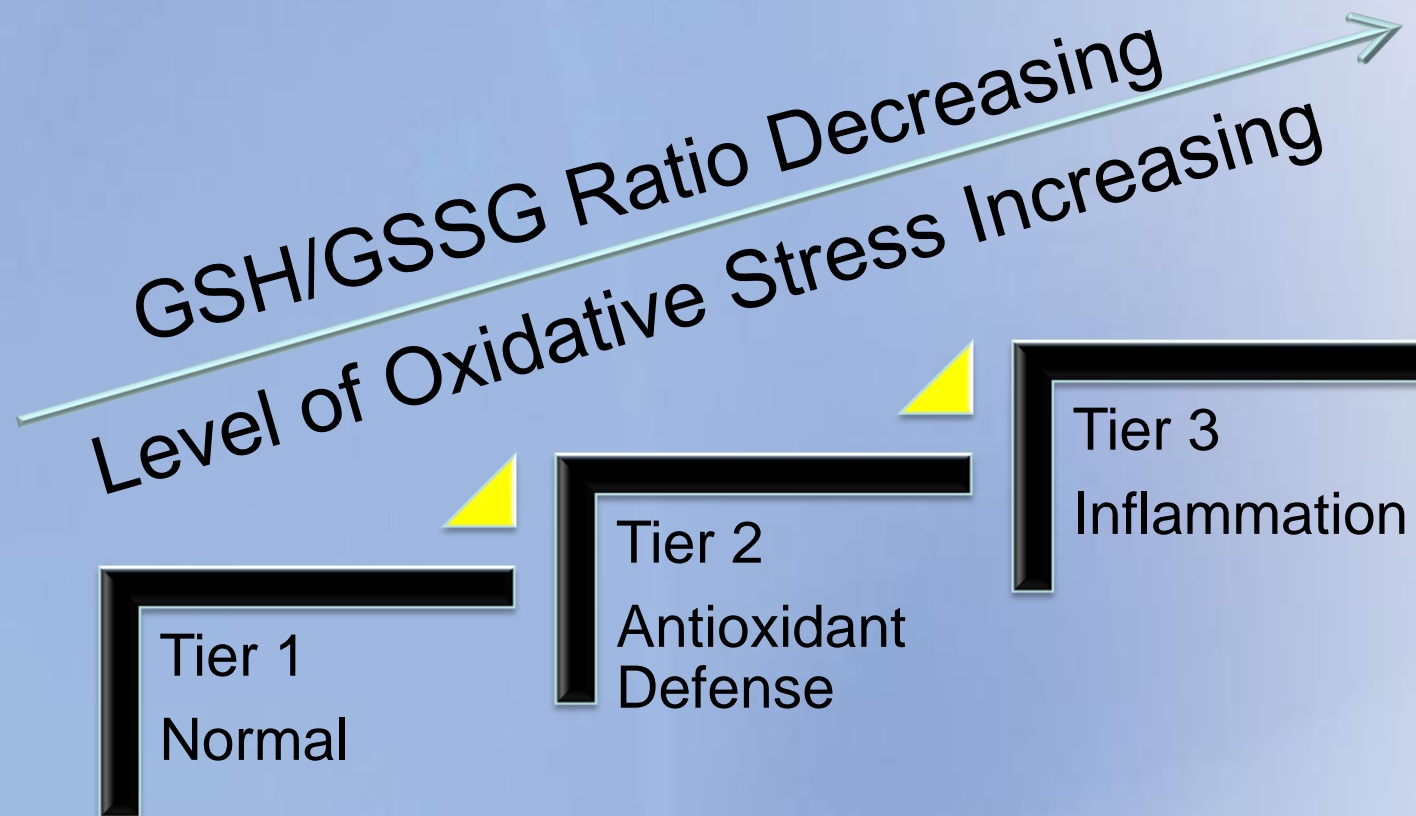 GSH/GSSG Ratio Decreasing
Level of Oxidative Stress Increasing
Tier 1
Normal
Tier 2
Antioxidant
Defense
Tier 3
Inflammation